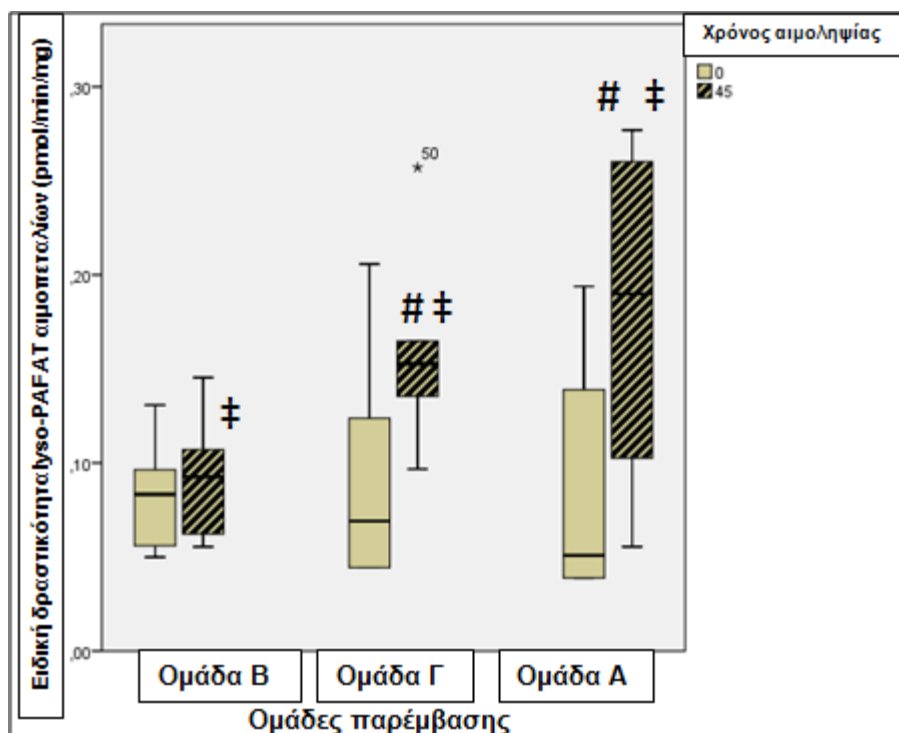 Ειδική δραστικότητα lyso-PAFAT αιμοπεταλίων (pmol/min/mg)
Χρόνος αιμοληψίας
0
45
,30
,20
,10
,00
# ‡
50
# ‡
‡
Ομάδα Β
Ομάδα Γ
Ομάδα Α
Ομάδες παρέμβασης